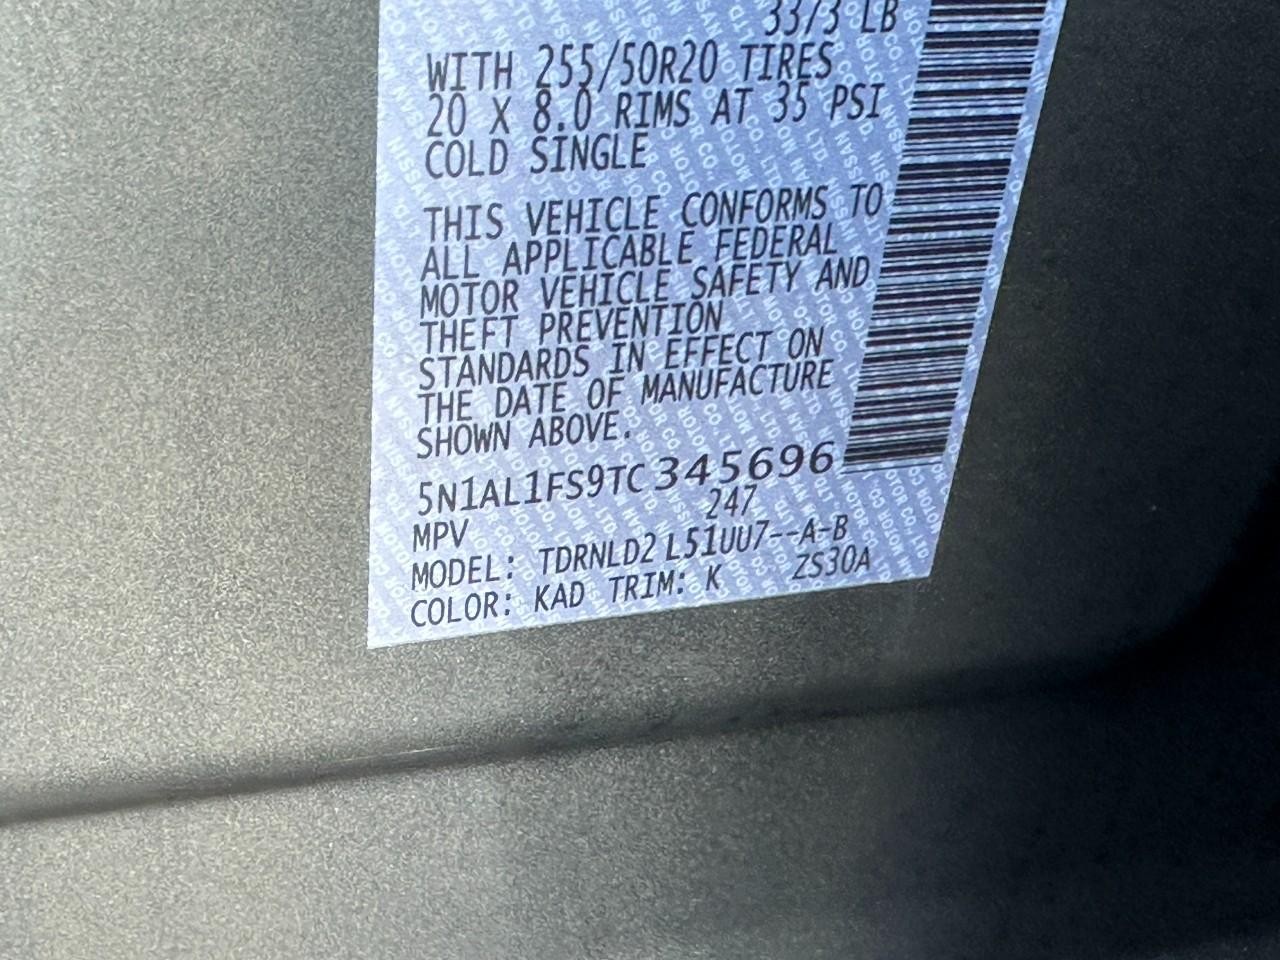 3373 LB
WITH 255/50R20 TIRES
20 X 8.0 RIMS AT 35 PSI
COLD SINGLE
THIS VEHICLE CONFORMS TO
ALL APPLICABLE FEDERAL
MOTOR VEHICLE SAFETY AND
THEFT PREVENTION
STANDARDS IN EFFECT ON
THE DATE OF MANUFACTURE
SHOWN ABOVE.
5N1AL1FS9TC345696
247
MPV
MODEL: TDRNLD2 L51UU7--A-B
COLOR: KAD TRIM: K ZS30A